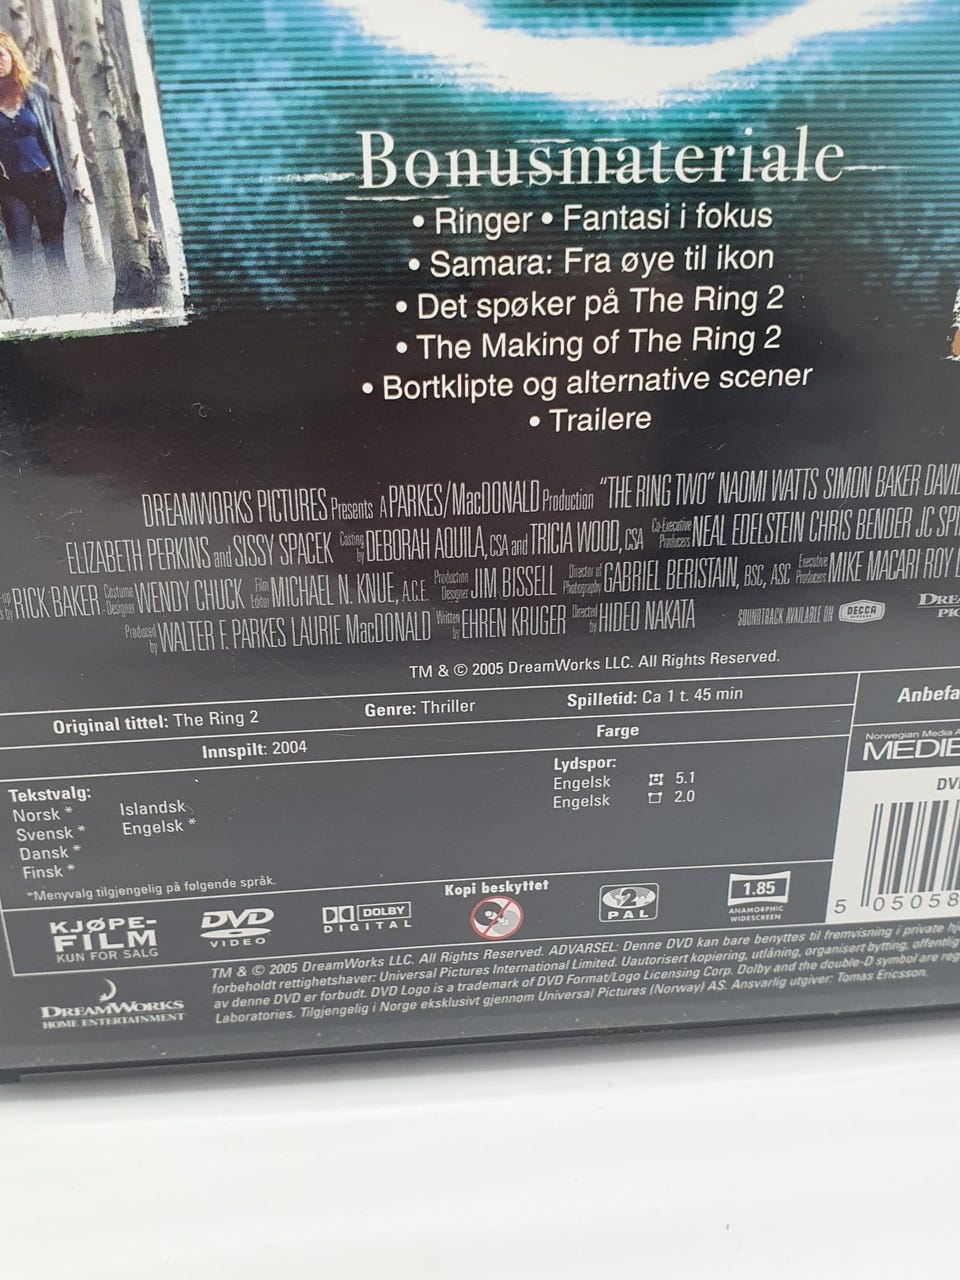 Bonusmateriale
• Ringer • Fantasi i fokus
• Samara: Fra øye til ikon
• Det spøker på The Ring 2
• The Making of The Ring 2
• Bortklipte og alternative scener
• Trailere
DREAMWORKS PICTURES Presents A PARKES/MacDONALD Production "THE RING TWO" NAOMI WATTS SIMON BAKER DAVID
ELIZABETH PERKINS and SISSY SPACEK Casting by DEBORAH AQUILA, CSA and TRICIA WOOD, CSA Co-Executive Producers NEAL EDELSTEIN CHRIS BENDER JC
RICK BAKER Costume Designer WENDY CHUCK Film Editor MICHAEL N. KNUE, A.C.E. Production Designer JIM BISSELL Director of Photography GABRIEL BERISTAIN, BSC, ASC Executive Producers MIKE MACARI ROY
Produced by WALTER F. PARKES LAURIE MacDONALD Written by EHREN KRUGER Directed by HIDEO NAKATA SOUNDTRACK AVAILABLE ON DECCA
TM & © 2005 DreamWorks LLC. All Rights Reserved.
Original tittel: The Ring 2 Genre: Thriller Spilletid: Ca 1 t. 45 min
Innspilt: 2004 Farge
Anbefa
Norwegian Media
MEDIE
Tekstvalg:
Norsk * Islandsk
Svensk * Engelsk *
Dansk *
Finsk *
*Menyvalg tilgjengelig på følgende språk.
Lydspor:
Engelsk 5.1
Engelsk 2.0
5 05058
KJØPE-
FILM
KUN FOR SALG
DVD
VIDEO
DOLBY
DIGITAL
Kopi beskyttet
2
PAL
1.85
ANAMORPHIC
WIDESCREEN
DREAMWORKS
HOME ENTERTAINMENT
TM & © 2005 DreamWorks LLC. All Rights Reserved. ADVARSEL: Denne DVD kan bare benyttes til fremvisning i private
forbeholdt rettighetshaver: Universal Pictures International Limited. Uautorisert kopiering, utlåning, organisert bytting, offentlig
av denne DVD er forbudt. DVD Logo is a trademark of DVD Format/Logo Licensing Corp. Dolby and the double-D symbol are
Laboratories. Tilgjengelig i Norge eksklusivt gjennom Universal Pictures (Norway) AS. Ansvarlig utgiver: Tomas Ericsson.